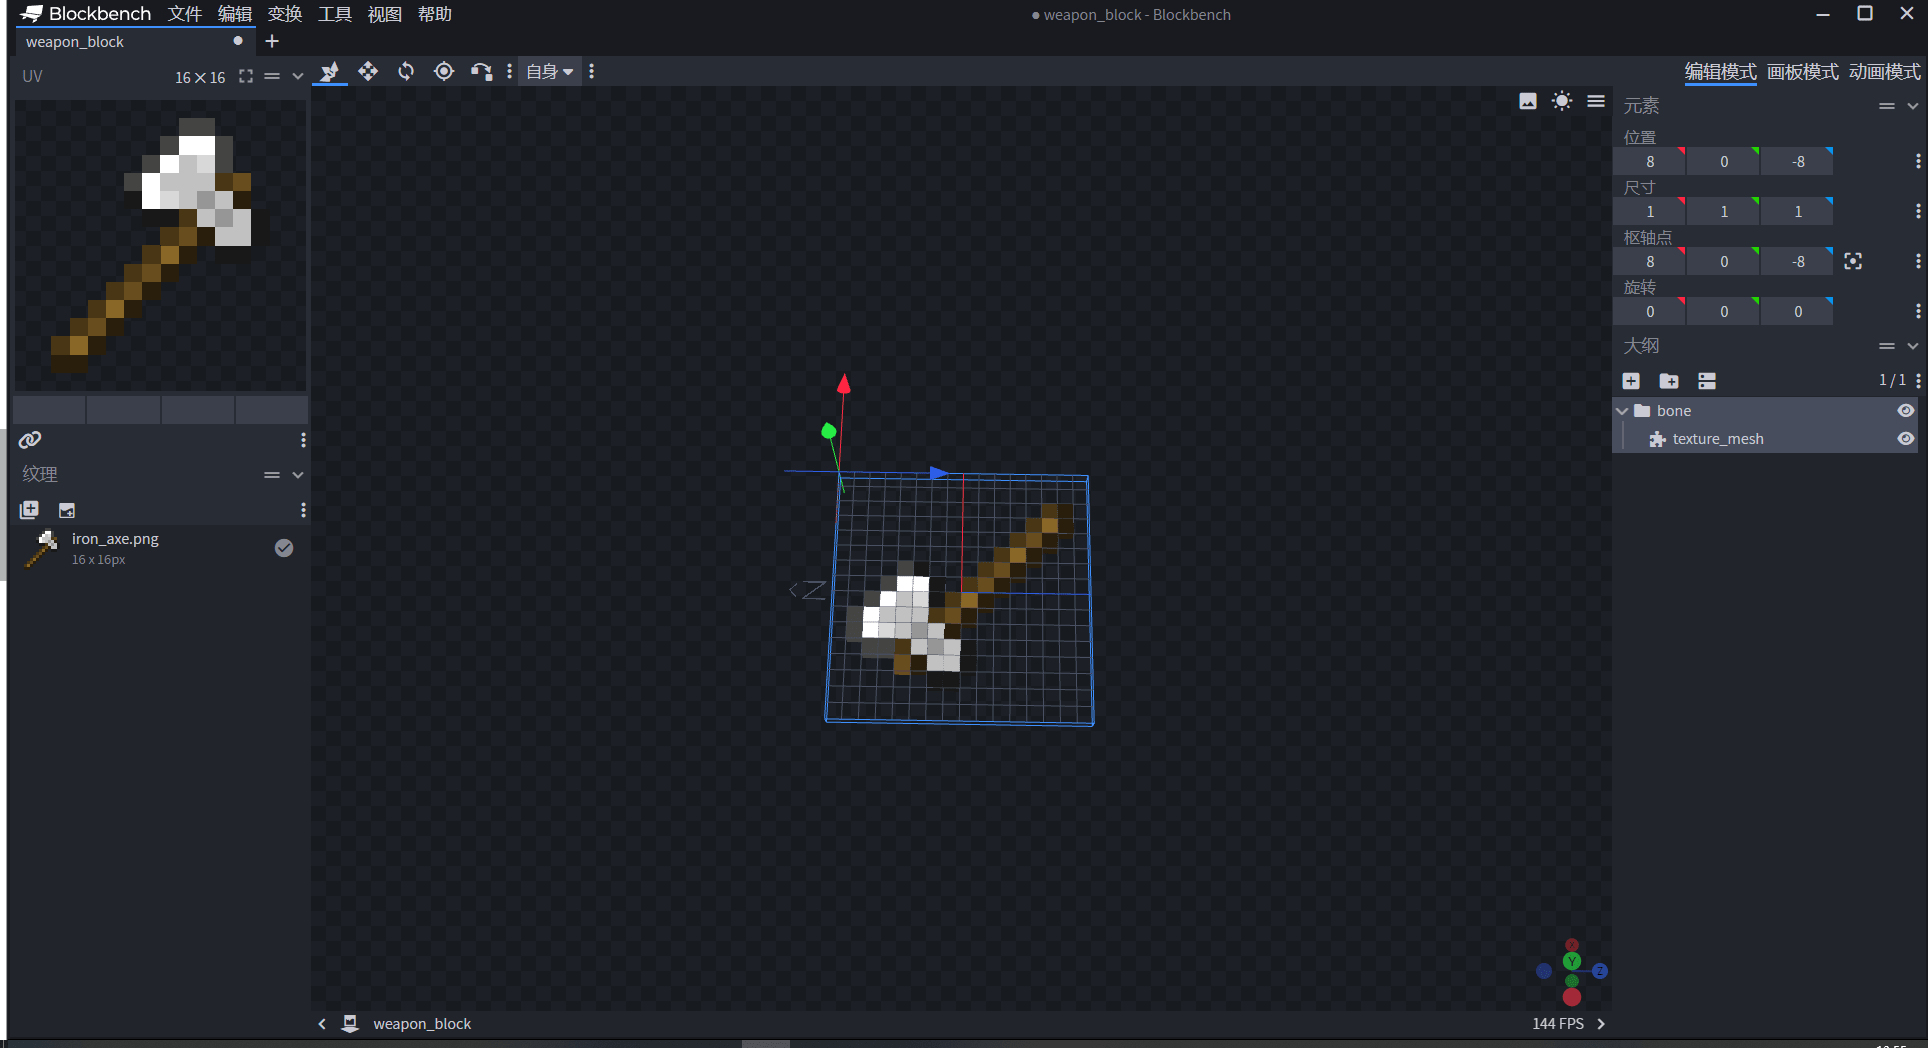 Blockbench 文件 编辑 变换 工具 视图 帮助
● weapon_block - Blockbench
weapon_block
UV 16×16
自身
编辑模式 画板模式 动画模式
元素
位置
8 0 -8
尺寸
1 1 1
枢轴点
8 0 -8
旋转
0 0 0
大纲
1 / 1
bone
texture_mesh
纹理
iron_axe.png
16 x 16px
Y
Z
weapon_block
144 FPS